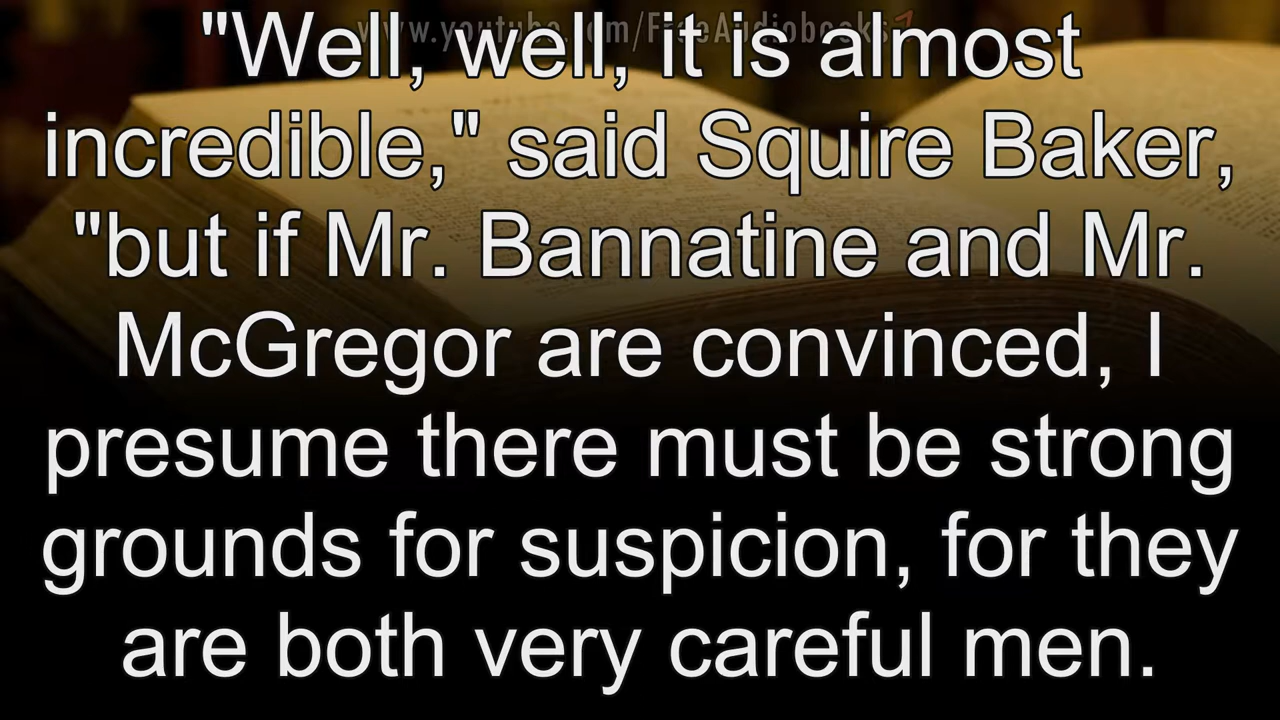 www.youtube.com/FreeAudiobooks
"Well, well, it is almost
incredible," said Squire Baker,
"but if Mr. Bannatine and Mr.
McGregor are convinced, I
presume there must be strong
grounds for suspicion, for they
are both very careful men.